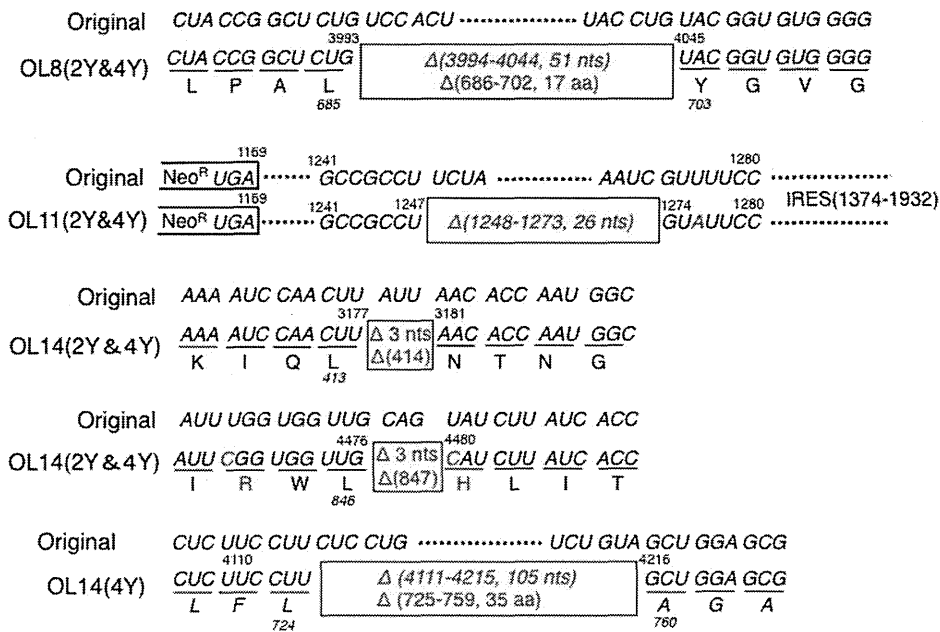 Original CUA CCG GCU CUG UCC ACU ·············· UAC CUG UAC GGU GUG GGG
3993 4045
OL8(2Y&4Y) CUA CCG GCU CUG Δ(3994-4044, 51 nts) UAC GGU GUG GGG
L P A L Δ(686-702, 17 aa) Y G V G
685 703
1159 1241 1280
Original Neo^R UGA ······ GCCGCCU UCUA ·············· AAUC GUUUUCC ·········· IRES(1374-1932)
1159 1241 1247 1274 1280
OL11(2Y&4Y) Neo^R UGA ······ GCCGCCU Δ(1248-1273, 26 nts) GUAUUCC ··········
Original AAA AUC CAA CUU AUU AAC ACC AAU GGC
3177 3181
OL14(2Y&4Y) AAA AUC CAA CUU Δ 3 nts AAC ACC AAU GGC
K I Q L Δ(414) N T N G
413
Original AUU UGG UGG UUG CAG UAU CUU AUC ACC
4476 4480
OL14(2Y&4Y) AUU CGG UGG UUG Δ 3 nts CAU CUU AUC ACC
I R W L Δ(847) H L I T
846
Original CUC UUC CUU CUC CUG ·············· UCU GUA GCU GGA GCG
4110 4216
OL14(4Y) CUC UUC CUU Δ (4111-4215, 105 nts) GCU GGA GCG
L F L Δ (725-759, 35 aa) A G A
724 760